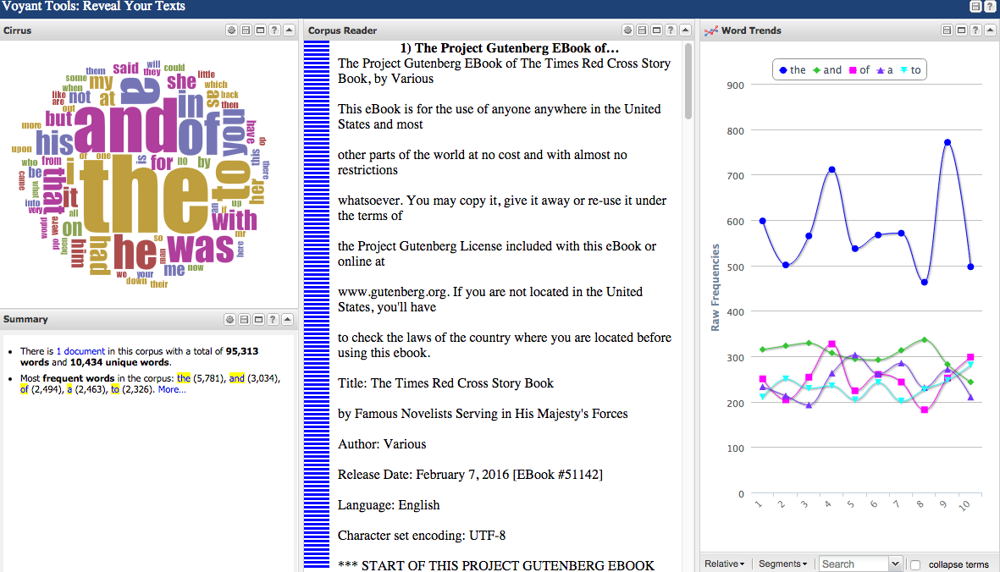 Voyant Tools: Reveal Your Texts
Cirrus
them said will they could
some my a she little
when not at in as which back
like are but and of you then
out
more his have do
upon the to is for no by this there
who from i or one
be that it her
came what
into on all an if up
very with
would were he was mr
not been him had so man here
we your me now
down their
Summary
There is 1 document in this corpus with a total of 95,313
words and 10,434 unique words.
Most frequent words in the corpus: the (5,781), and (3,034),
of (2,494), a (2,463), to (2,326). More...
Corpus Reader
1) The Project Gutenberg EBook of…
The Project Gutenberg EBook of The Times Red Cross Story
Book, by Various
This eBook is for the use of anyone anywhere in the United
States and most
other parts of the world at no cost and with almost no
restrictions
whatsoever. You may copy it, give it away or re-use it under
the terms of
the Project Gutenberg License included with this eBook or
online at
www.gutenberg.org. If you are not located in the United
States, you'll have
to check the laws of the country where you are located before
using this ebook.
Title: The Times Red Cross Story Book
by Famous Novelists Serving in His Majesty's Forces
Author: Various
Release Date: February 7, 2016 [EBook #51142]
Language: English
Character set encoding: UTF-8
*** START OF THIS PROJECT GUTENBERG EBOOK
Word Trends
the and of a to
Raw Frequencies
900
800
700
600
500
400
300
200
100
0
1 2 3 4 5 6 7 8 9 10
Relative Segments Search collapse terms